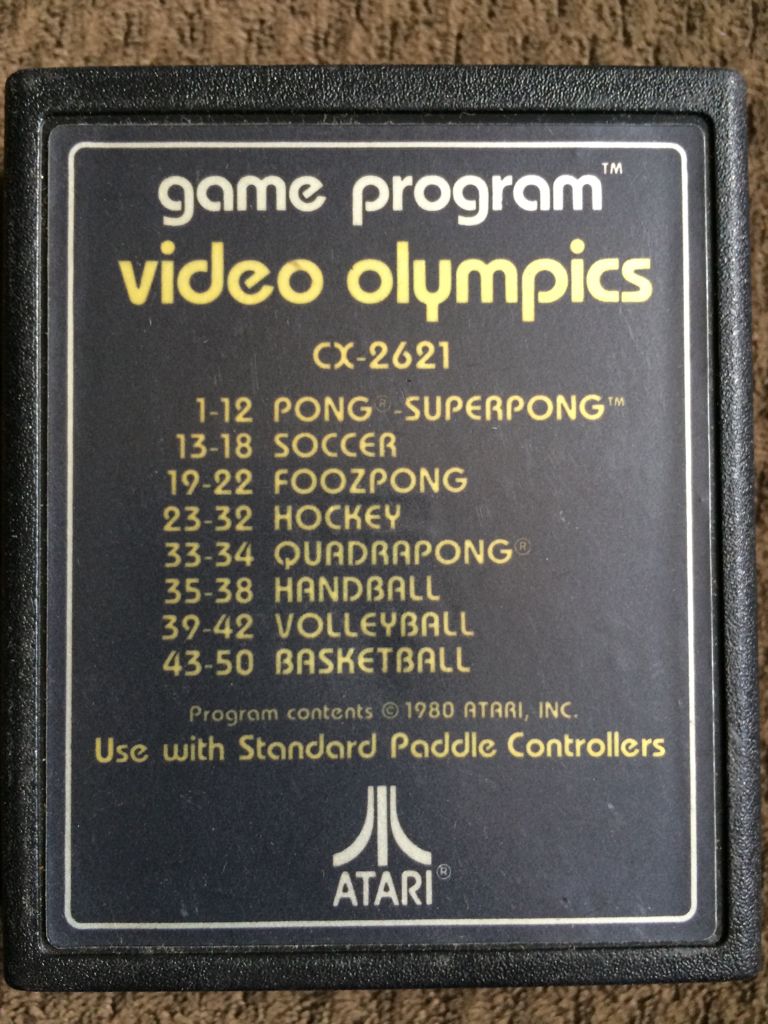 game program™
video olympics
CX-2621
1-12 PONG® -SUPERPONG™
13-18 SOCCER
19-22 FOOZPONG
23-32 HOCKEY
33-34 QUADRAPONG®
35-38 HANDBALL
39-42 VOLLEYBALL
43-50 BASKETBALL
Program contents © 1980 ATARI, INC.
Use with Standard Paddle Controllers
ATARI®